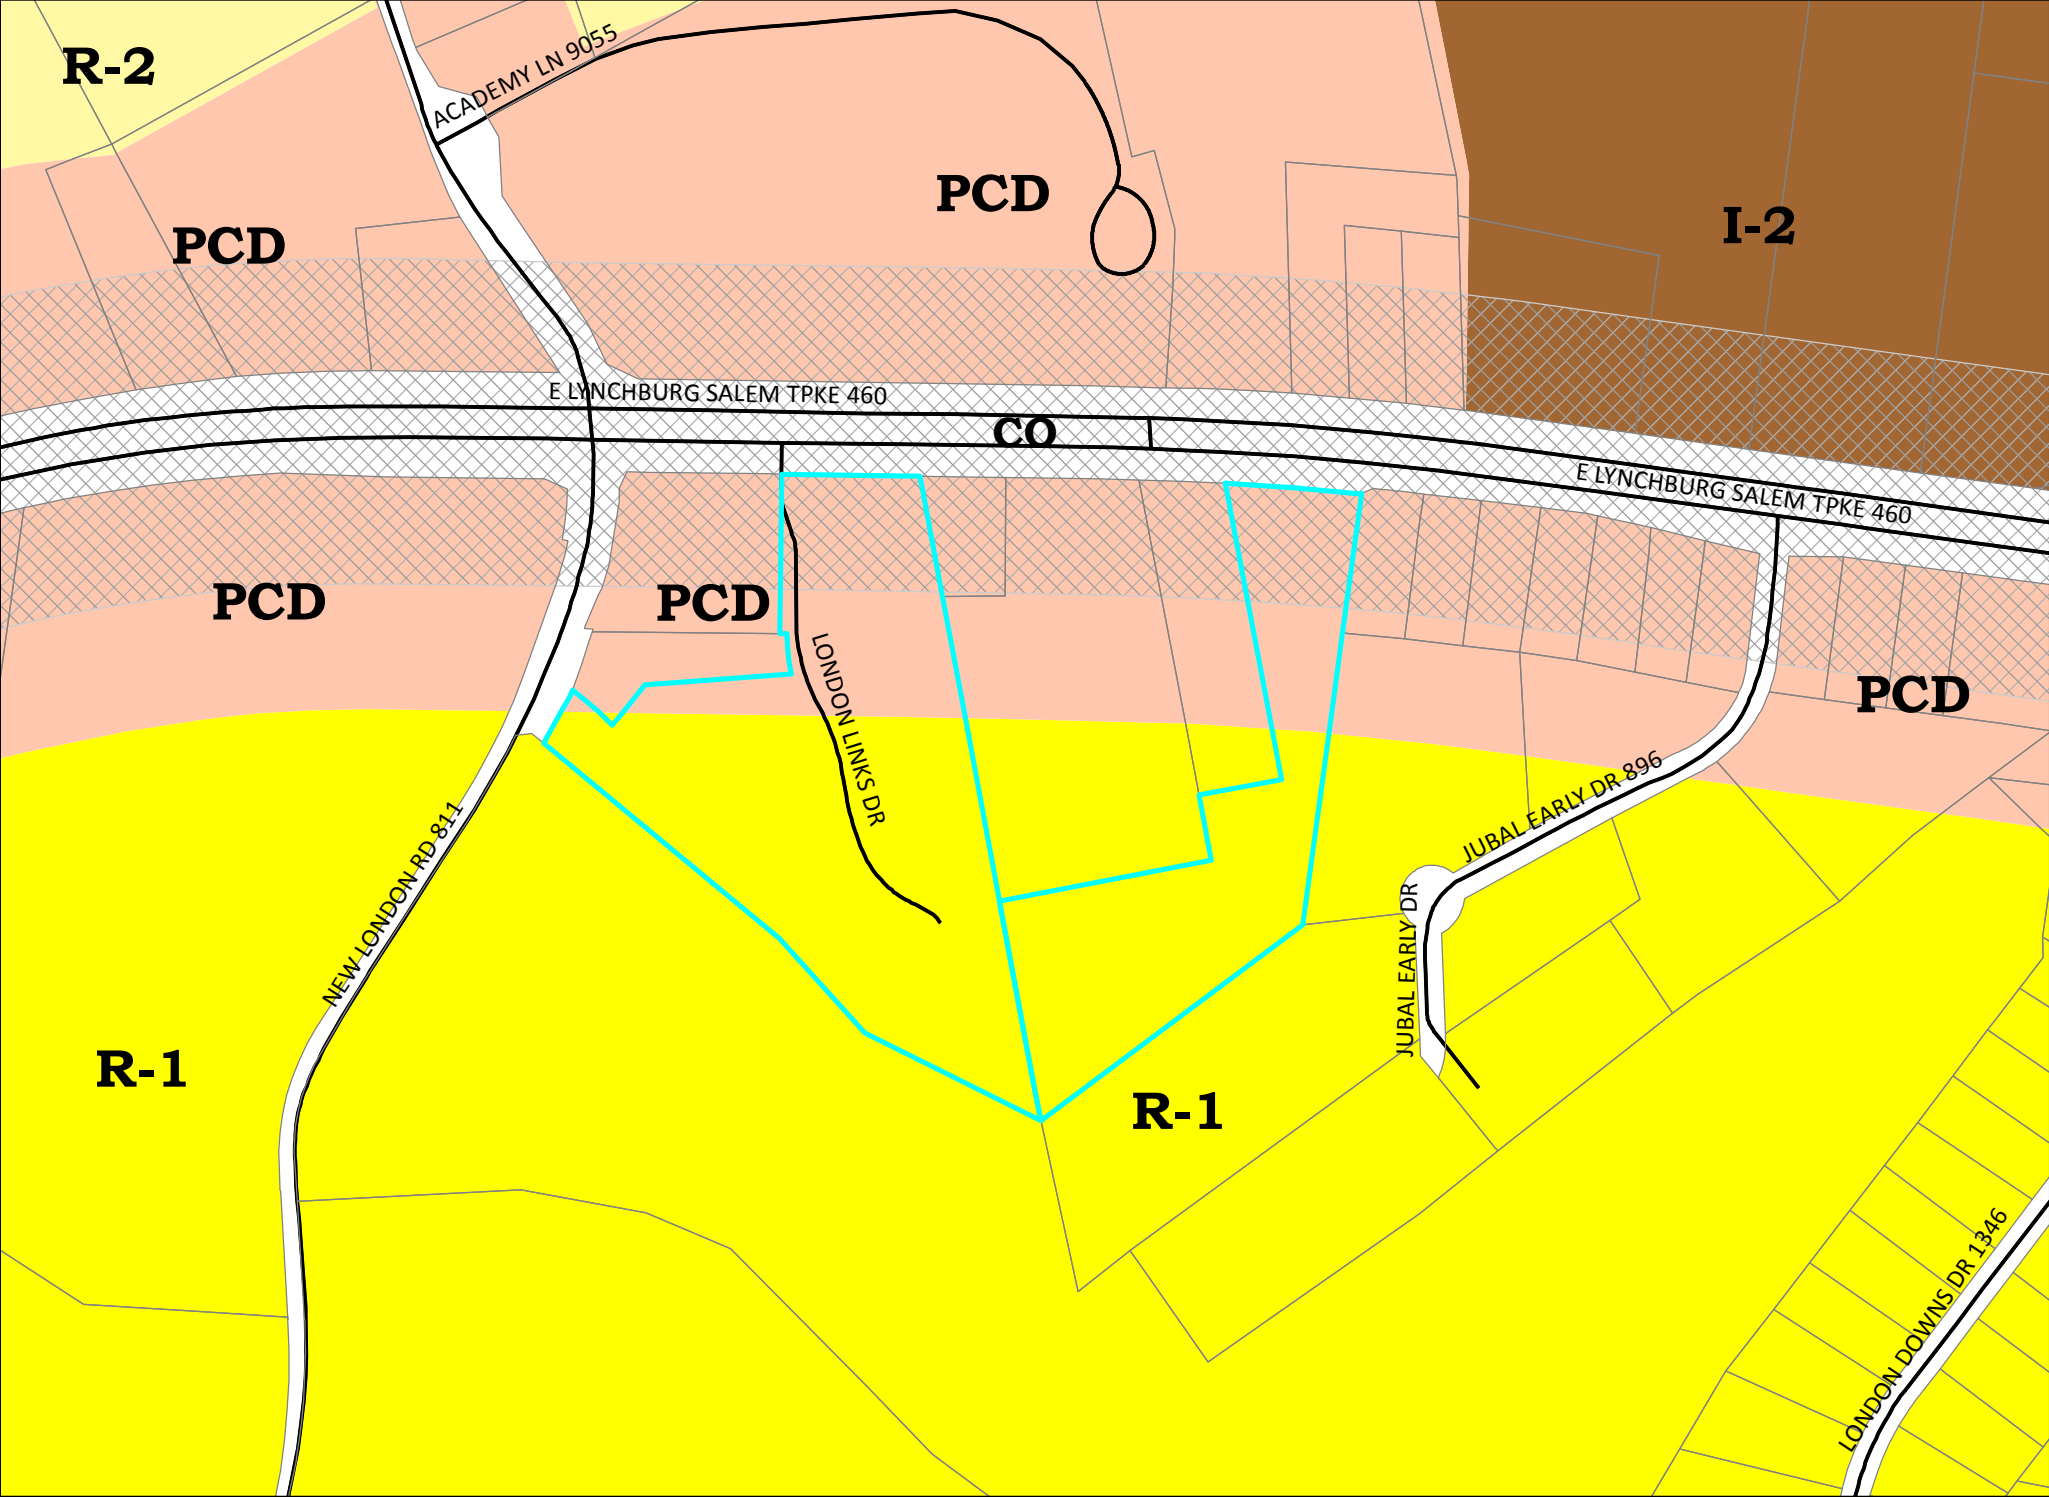 R-2
ACADEMY LN 9055
PCD
PCD
I-2
E LYNCHBURG SALEM TPKE 460
CO
E LYNCHBURG SALEM TPKE 460
PCD
PCD
PCD
LONDON LINKS DR
NEW LONDON RD 811
JUBAL EARLY DR 896
JUBAL EARLY DR
R-1
R-1
LONDON DOWNS DR 1346